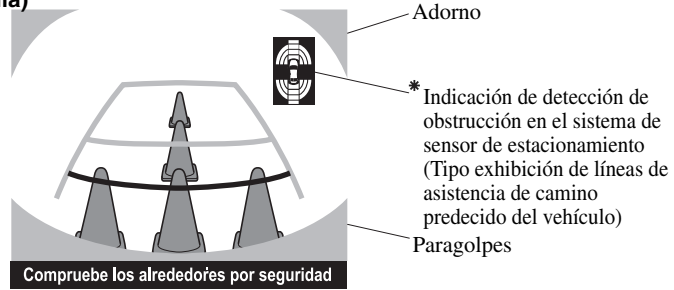 la)
Adorno
* Indicación de detección de
obstrucción en el sistema de
sensor de estacionamiento
(Tipo exhibición de líneas de
asistencia de camino
predecido del vehículo)
Paragolpes
Compruebe los alrededores por seguridad